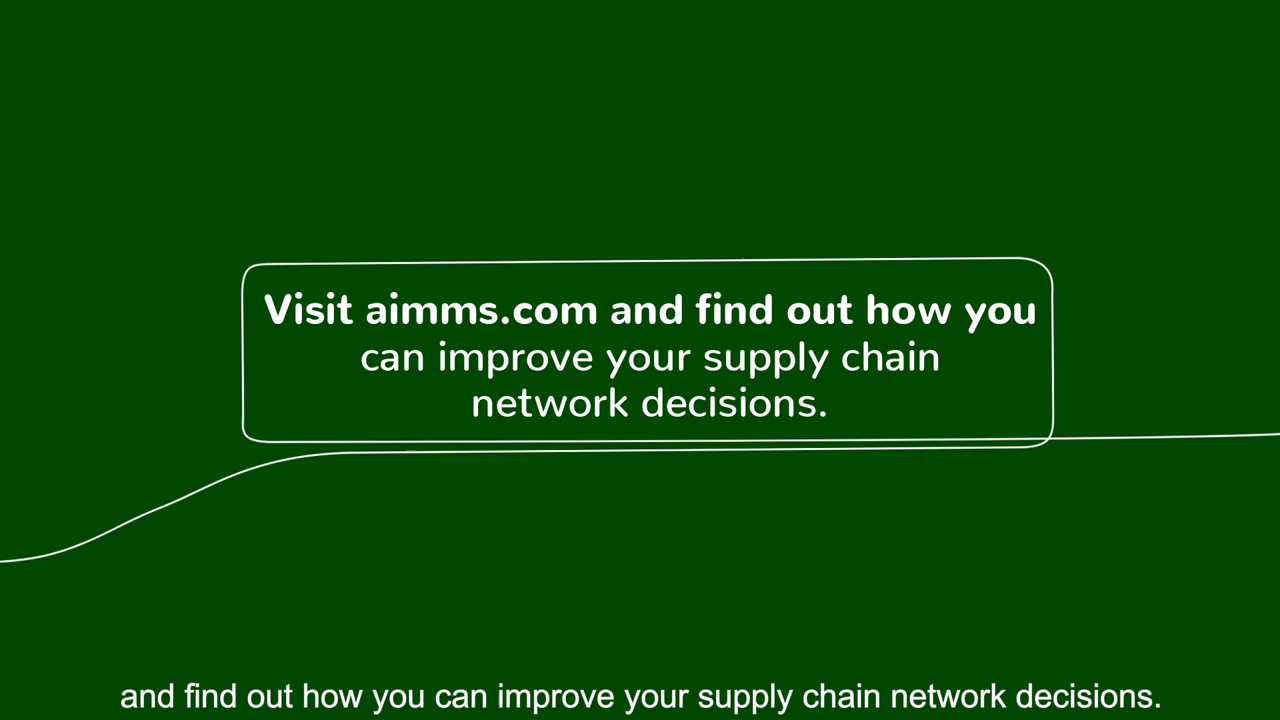 Visit aimms.com and find out how you
can improve your supply chain
network decisions.
and find out how you can improve your supply chain network decisions.